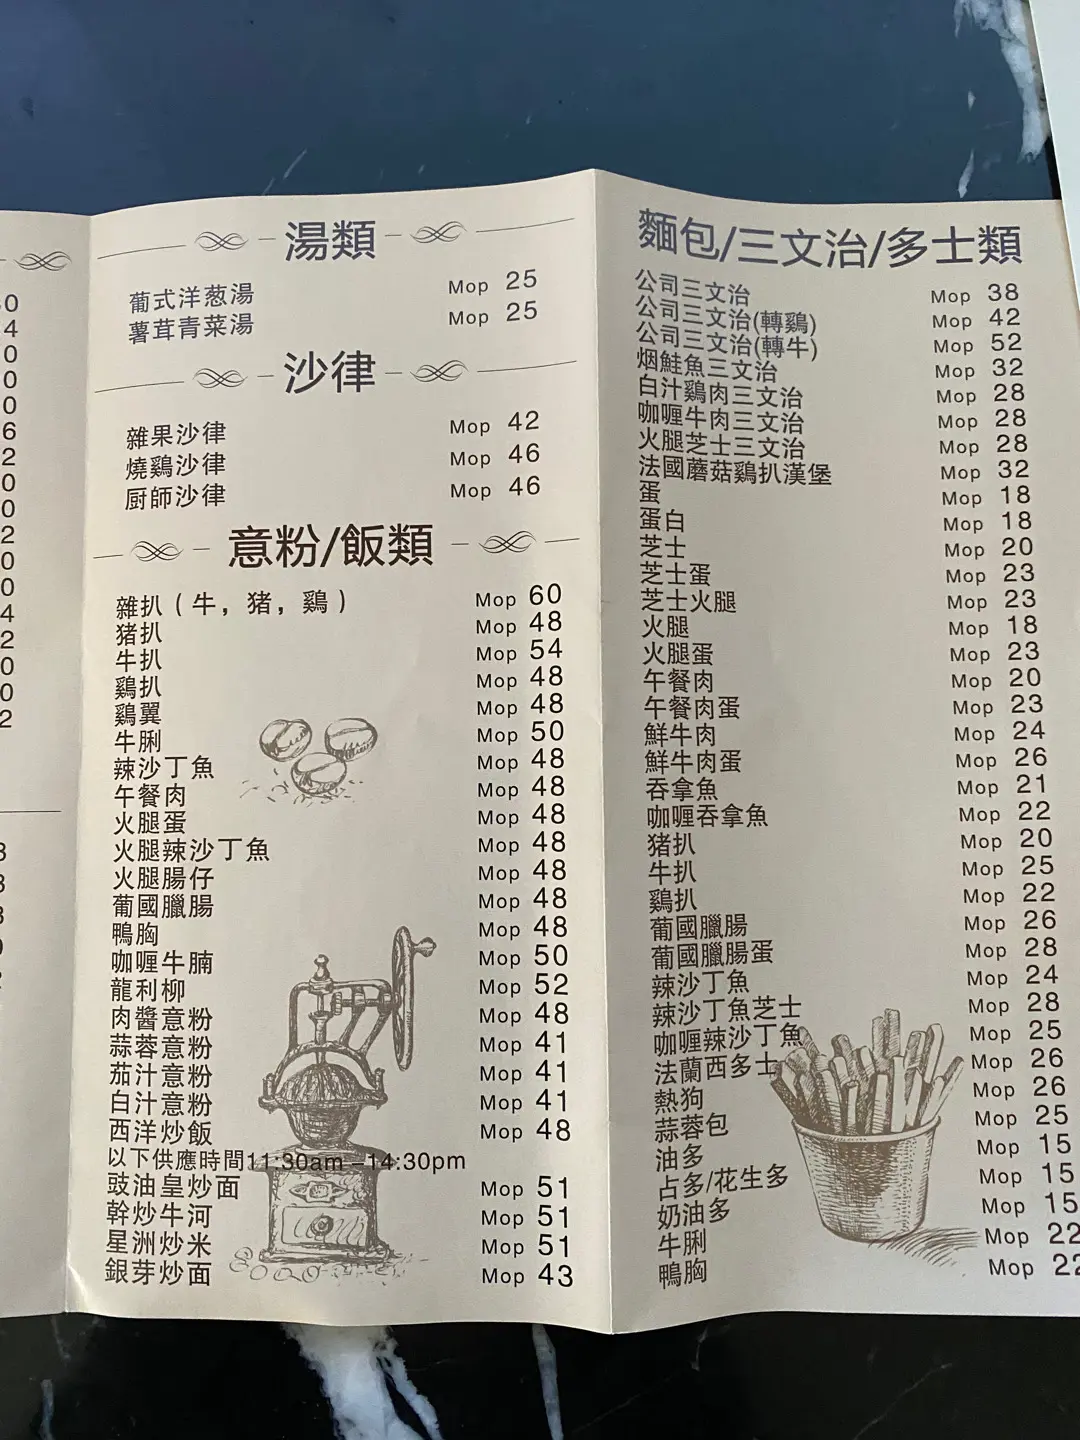 湯類
葡式洋葱湯 Mop 25
薯茸青菜湯 Mop 25
沙律
雜果沙律 Mop 42
燒鷄沙律 Mop 46
厨師沙律 Mop 46
意粉/飯類
雜扒（牛，猪，鷄） Mop 60
猪扒 Mop 48
牛扒 Mop 54
鷄扒 Mop 48
鷄翼 Mop 48
牛脷 Mop 50
辣沙丁魚 Mop 48
午餐肉 Mop 48
火腿蛋 Mop 48
火腿辣沙丁魚 Mop 48
火腿腸仔 Mop 48
葡國臘腸 Mop 48
鴨胸 Mop 48
咖喱牛腩 Mop 50
龍利柳 Mop 52
肉醬意粉 Mop 48
蒜蓉意粉 Mop 41
茄汁意粉 Mop 41
白汁意粉 Mop 41
西洋炒飯 Mop 48
以下供應時間11:30am –14:30pm
豉油皇炒面 Mop 51
幹炒牛河 Mop 51
星洲炒米 Mop 51
銀芽炒面 Mop 43
麵包/三文治/多士類
公司三文治 Mop 38
公司三文治(轉鷄) Mop 42
公司三文治(轉牛) Mop 52
烟鮭魚三文治 Mop 32
白汁鷄肉三文治 Mop 28
咖喱牛肉三文治 Mop 28
火腿芝士三文治 Mop 28
法國蘑菇鷄扒漢堡 Mop 32
蛋 Mop 18
蛋白 Mop 18
芝士 Mop 20
芝士蛋 Mop 23
芝士火腿 Mop 23
火腿 Mop 18
火腿蛋 Mop 23
午餐肉 Mop 20
午餐肉蛋 Mop 23
鮮牛肉 Mop 24
鮮牛肉蛋 Mop 26
吞拿魚 Mop 21
咖喱吞拿魚 Mop 22
猪扒 Mop 20
牛扒 Mop 25
鷄扒 Mop 22
葡國臘腸 Mop 26
葡國臘腸蛋 Mop 28
辣沙丁魚 Mop 24
辣沙丁魚芝士 Mop 28
咖喱辣沙丁魚 Mop 25
法蘭西多士 Mop 26
熱狗 Mop 26
蒜蓉包 Mop 25
油多 Mop 15
占多/花生多 Mop 15
奶油多 Mop 15
牛脷 Mop 22
鴨胸 Mop 22